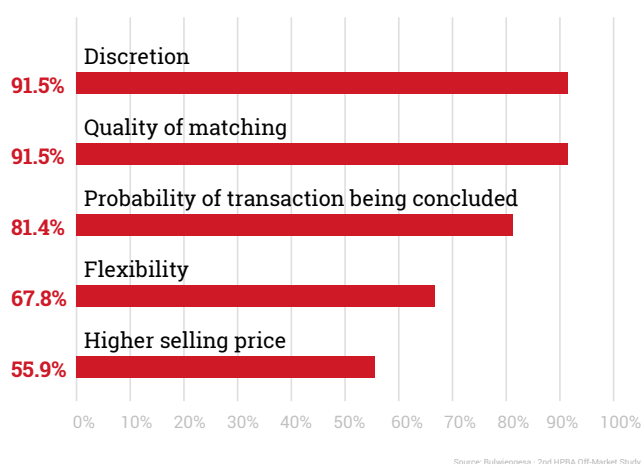 Discretion
91.5%
Quality of matching
91.5%
Probability of transaction being concluded
81.4%
Flexibility
67.8%
Higher selling price
55.9%
0% 10% 20% 30% 40% 50% 60% 70% 80% 90% 100%
Source: Bulwiengesa - 2nd HPBA Off-Market Study